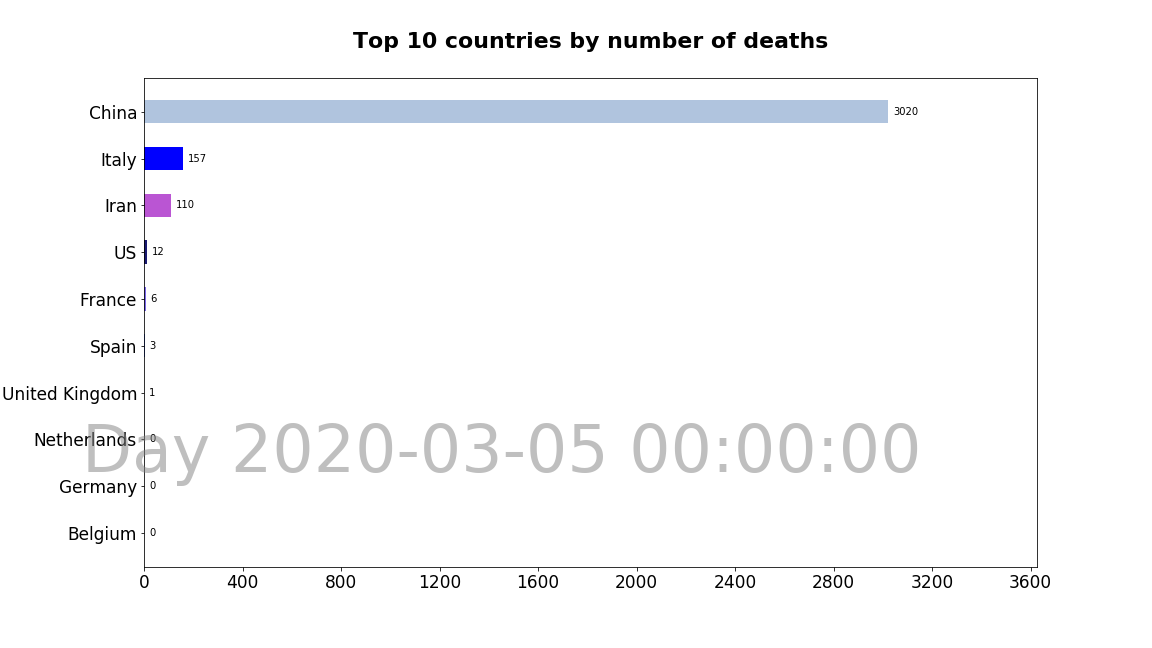 Top 10 countries by number of deaths
China 3020
Italy 157
Iran 110
US 12
France 6
Spain 3
United Kingdom 1
Netherlands 0
Day 2020-03-05 00:00:00
Germany 0
Belgium 0
0 400 800 1200 1600 2000 2400 2800 3200 3600